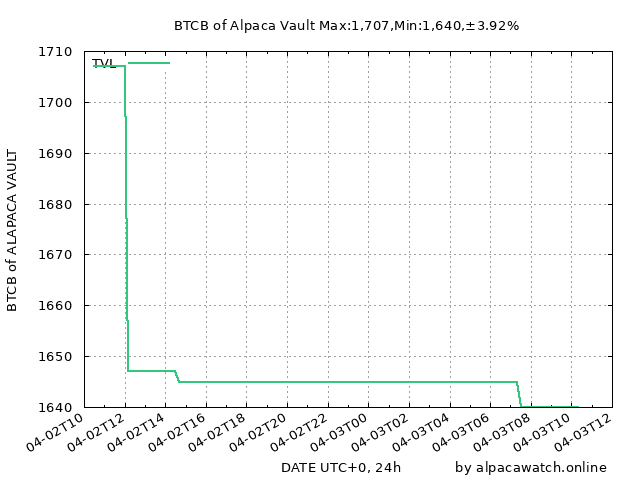 BTCB of Alpaca Vault Max:1,707,Min:1,640,±3.92%
TVL
1710
1700
1690
1680
1670
1660
1650
1640
BTCB of ALAPACA VAULT
04-02T10
04-02T12
04-02T14
04-02T16
04-02T18
04-02T20
04-02T22
04-03T00
04-03T02
04-03T04
04-03T06
04-03T08
04-03T10
04-03T12
DATE UTC+0, 24h
by alpacawatch.online